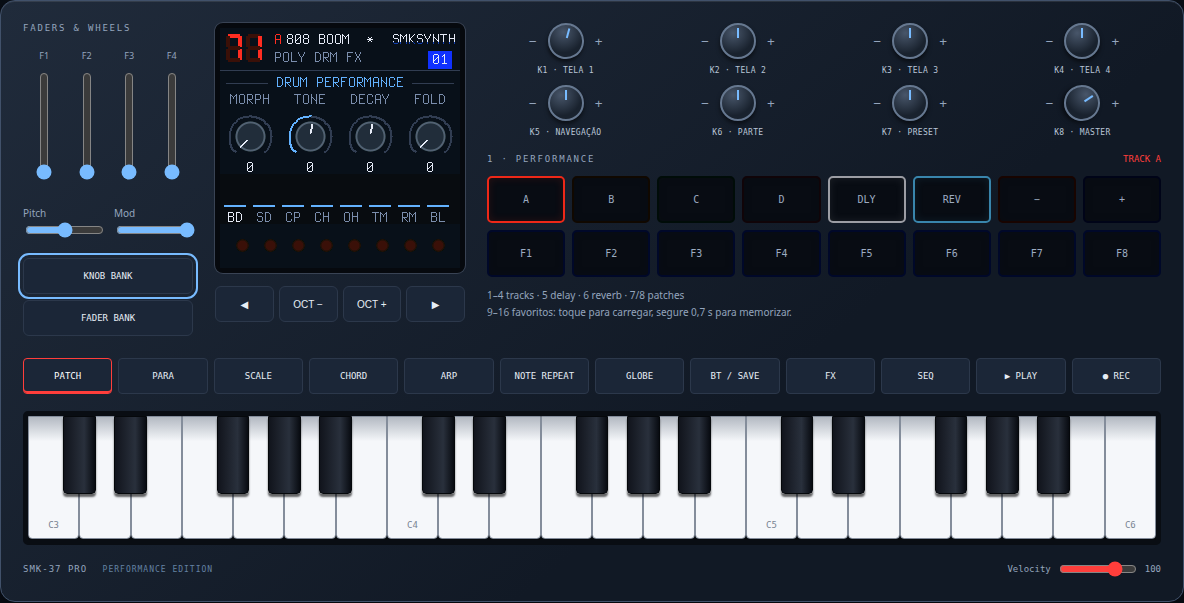 FADERS & WHEELS
F1 F2 F3 F4
Pitch Mod
KNOB BANK
FADER BANK
71 A 808 BOOM * SMKSYNTH
POLY DRM FX 01
DRUM PERFORMANCE
MORPH TONE DECAY FOLD
0 0 0 0
BD SD CP CH OH TM RM BL
◀ OCT − OCT + ▶
− + − + − + − +
K1 · TELA 1 K2 · TELA 2 K3 · TELA 3 K4 · TELA 4
− + − + − + − +
K5 · NAVEGAÇÃO K6 · PARTE K7 · PRESET K8 · MASTER
1 · PERFORMANCE TRACK A
A B C D DLY REV − +
F1 F2 F3 F4 F5 F6 F7 F8
1–4 tracks · 5 delay · 6 reverb · 7/8 patches
9–16 favoritos: toque para carregar, segure 0,7 s para memorizar.
PATCH PARA SCALE CHORD ARP NOTE REPEAT GLOBE BT / SAVE FX SEQ ▶ PLAY ● REC
C3 C4 C5 C6
SMK-37 PRO PERFORMANCE EDITION Velocity 100